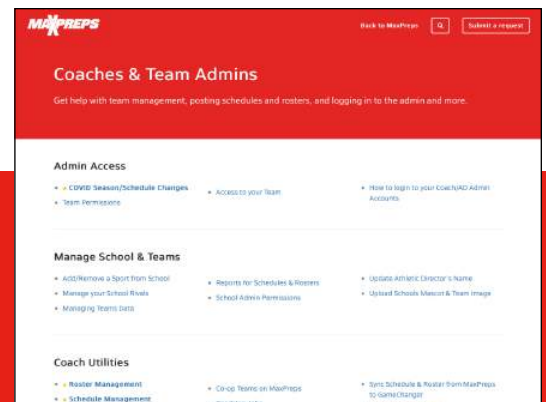 MAXPREPS
Back to MaxPreps
Submit a request
Coaches & Team Admins
Get help with team management, posting schedules and rosters, and logging in to the admin and more.
Admin Access
COVID Season/Schedule Changes
Team Permissions
Access to your Team
How to login to your Coach/AD Admin
Accounts
Manage School & Teams
Add/Remove a Sport from School
Manage your School Rivals
Managing Teams Data
Reports for Schedules & Rosters
School Admin Permissions
Update Athletic Director's Name
Upload Schools Mascot & Team Image
Coach Utilities
Roster Management
Schedule Management
Co-op Teams on MaxPreps
Sync Schedule & Roster from MaxPreps
to GameChanger